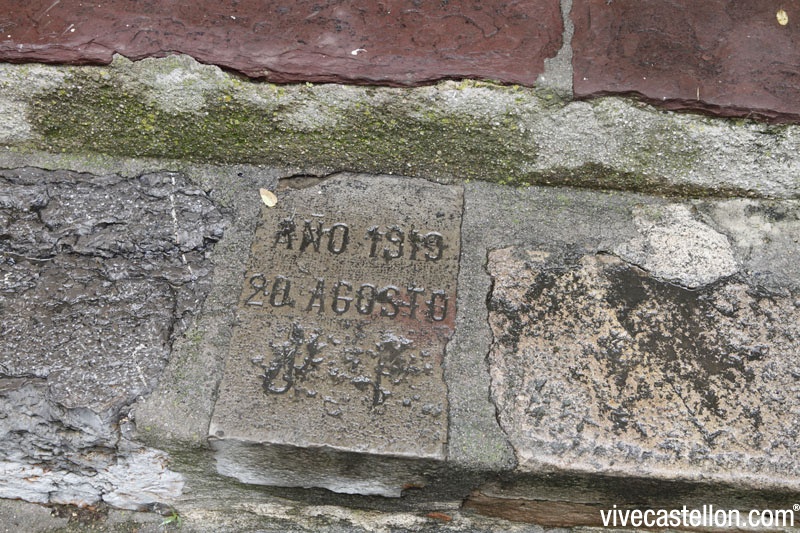 AÑO 1919
20 AGOSTO
vivecastellon.com®